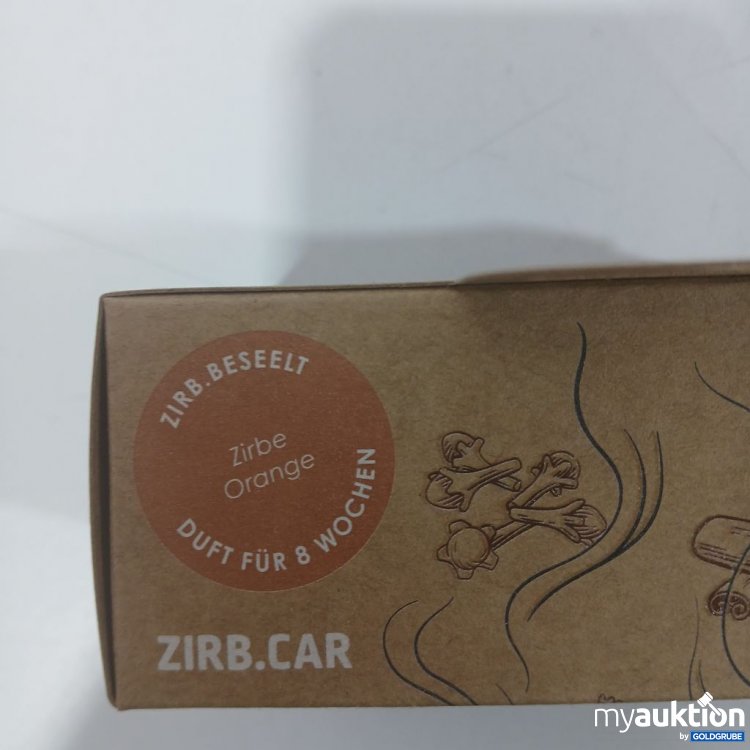 ZIRB.BESEELT
Zirbe
Orange
DUFT FÜR 8 WOCHEN
ZIRB.CAR
myauktion
by GOLDGRUBE